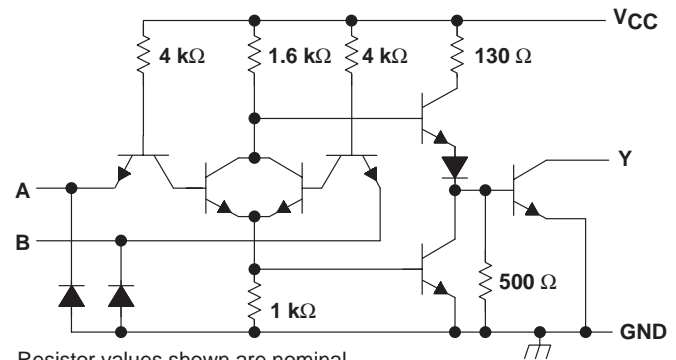 VCC
4 kΩ 1.6 kΩ 4 kΩ 130 Ω
Y
A
B
500 Ω
1 kΩ
GND
Resistor values shown are nominal.